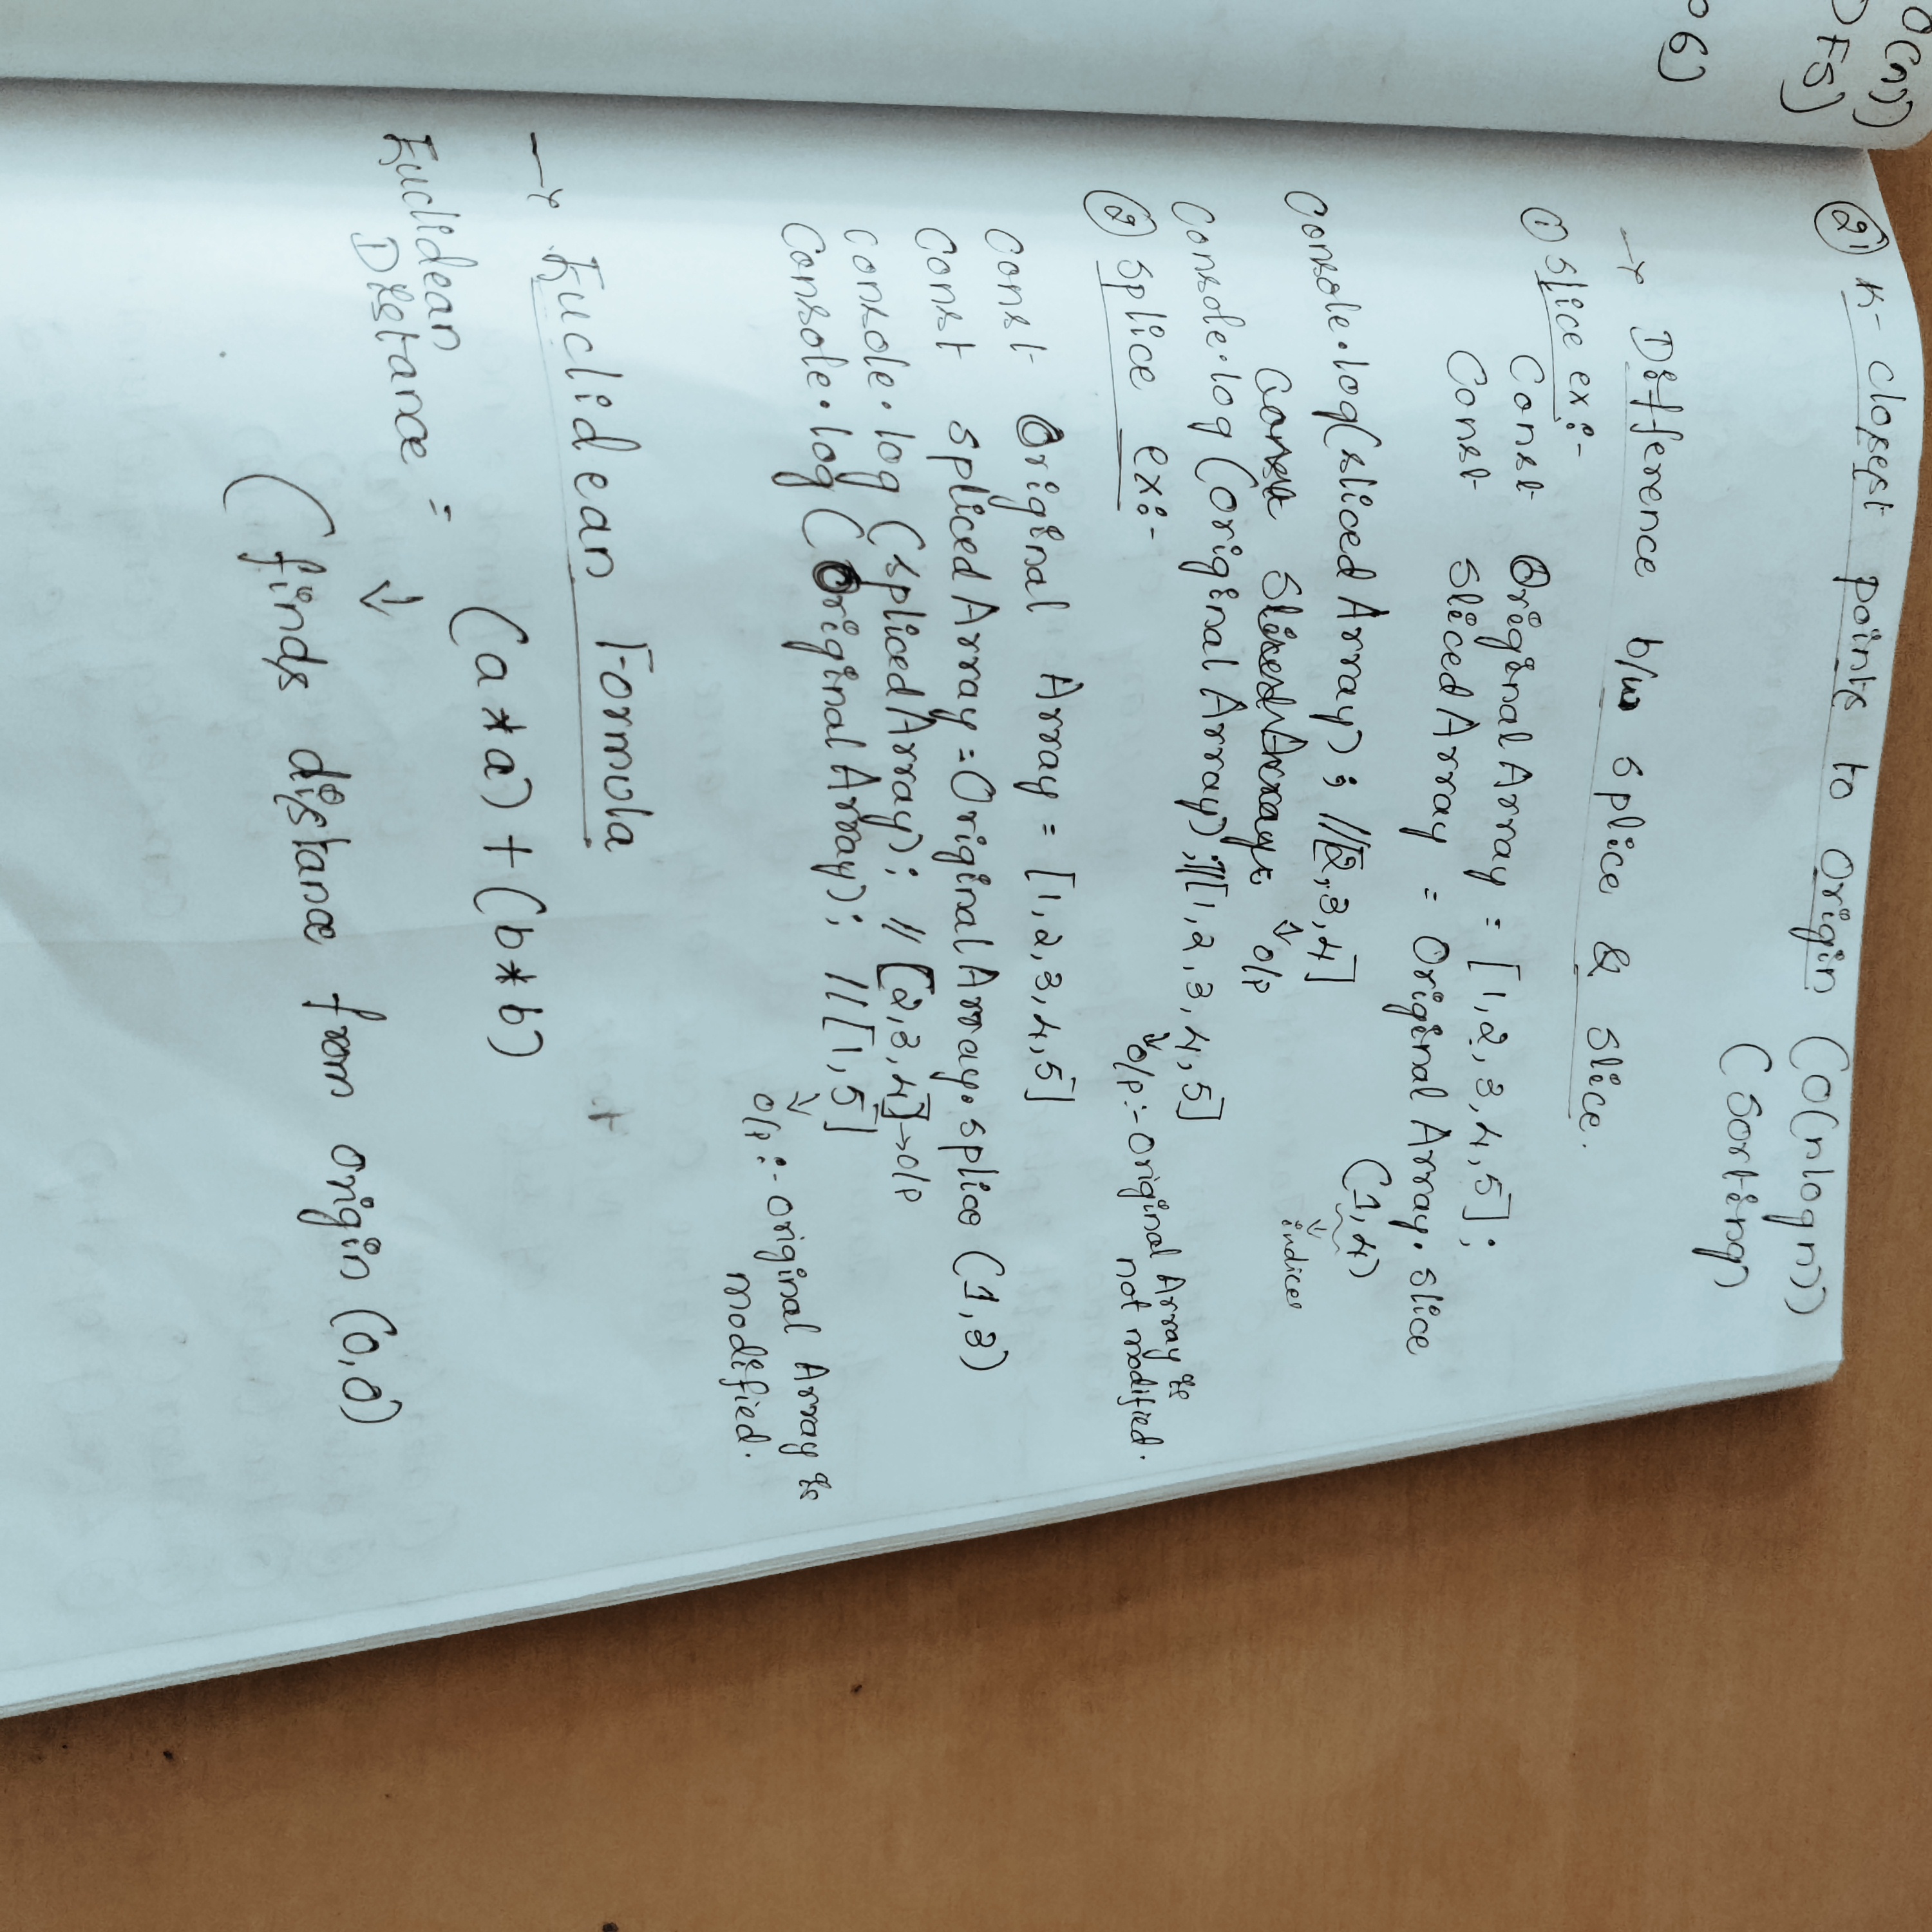 O(n))
DFS)
06)
② K- closest points to Origin (O(nlogn))
(Sorting)
→ Difference b/w splice & slice.
① slice ex:-
Const OriginalArray = [1,2,3,4,5];
Const slicedArray = OriginalArray.slice
(1,4)
indices
Console.log(slicedArray); //[2,3,4]
o/p
Console.log(OriginalArray); //[1,2,3,4,5]
o/p:- Original Array is
not modified.
② splice ex:-
Const Original Array = [1,2,3,4,5]
Const splicedArray = OriginalArray.splice (1,3)
Console.log (splicedArray); // [2,3,4] → o/p
Console.log (OriginalArray); // [1,5]
o/p:- original Array is
modified.
→ Euclidean Formula
Euclidean
Distance = (a*a) + (b*b)
↓
(finds distance from origin (0,0)